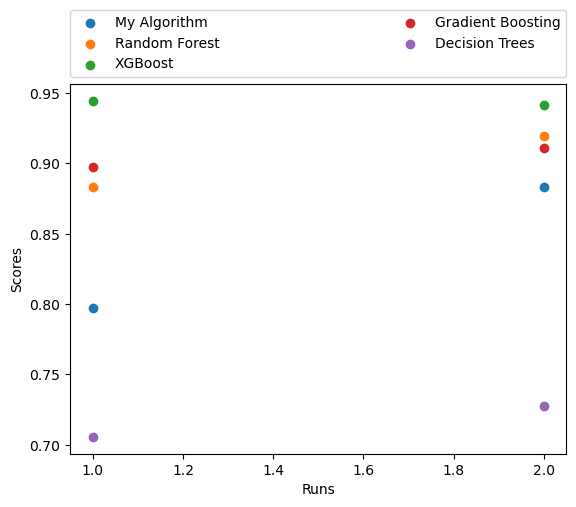 My Algorithm
Random Forest
XGBoost
Gradient Boosting
Decision Trees
0.95
0.90
0.85
0.80
0.75
0.70
Scores
1.0 1.2 1.4 1.6 1.8 2.0
Runs